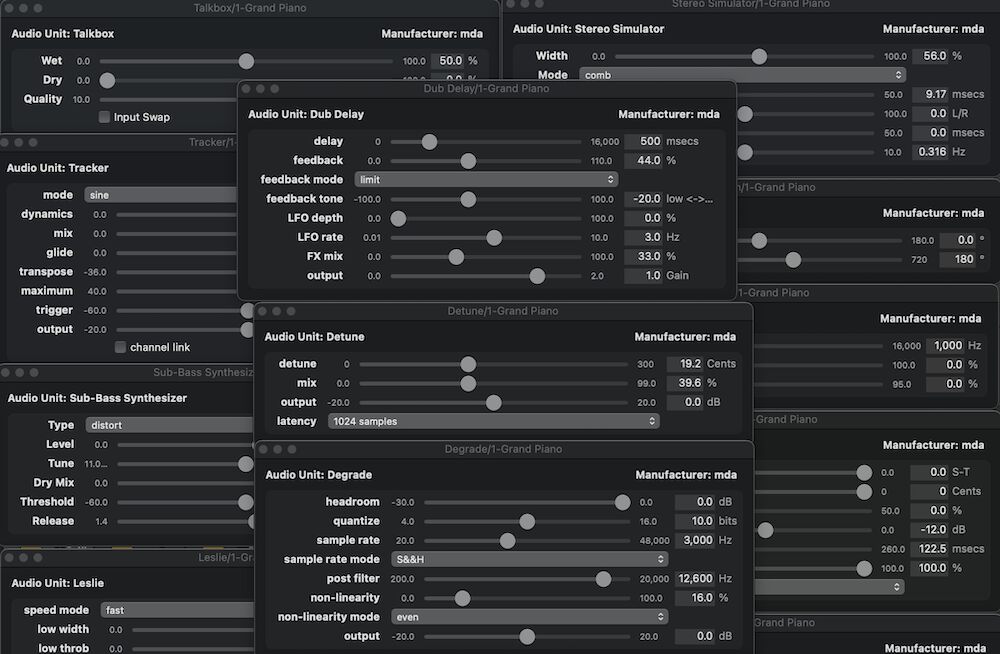 Talkbox/1-Grand Piano
Audio Unit: Talkbox Manufacturer: mda
Wet 0.0 100.0 50.0 %
Dry 0.0
Quality 10.0
Input Swap
Stereo Simulator/1-Grand Piano
Audio Unit: Stereo Simulator Manufacturer: mda
Width 0.0 100.0 56.0 %
Mode comb
50.0 9.17 msecs
100.0 0.0 L/R
50.0 0.0 msecs
10.0 0.316 Hz
Dub Delay/1-Grand Piano
Audio Unit: Dub Delay Manufacturer: mda
delay 0 16,000 500 msecs
feedback 0.0 110.0 44.0 %
feedback mode limit
feedback tone -100.0 100.0 -20.0 low <->...
LFO depth 0.0 100.0 0.0 %
LFO rate 0.01 10.0 3.0 Hz
FX mix 0.0 100.0 33.0 %
output 0.0 2.0 1.0 Gain
Tracker/1-
Audio Unit: Tracker
mode sine
dynamics 0.0
mix 0.0
glide 0.0
transpose -36.0
maximum 40.0
trigger -60.0
output -20.0
channel link
/1-Grand Piano
Manufacturer: mda
180.0 0.0 °
720 180 °
1-Grand Piano
Manufacturer: mda
16,000 1,000 Hz
100.0 0.0 %
95.0 0.0 %
Detune/1-Grand Piano
Audio Unit: Detune Manufacturer: mda
detune 0 300 19.2 Cents
mix 0.0 99.0 39.6 %
output -20.0 20.0 0.0 dB
latency 1024 samples
Sub-Bass Synthesiz
Audio Unit: Sub-Bass Synthesizer
Type distort
Level 0.0
Tune 11.0...
Dry Mix 0.0
Threshold -60.0
Release 1.4
Grand Piano
Manufacturer: mda
0.0 0.0 S-T
0 0 Cents
50.0 0.0 %
0.0 -12.0 dB
260.0 122.5 msecs
100.0 100.0 %
Degrade/1-Grand Piano
Audio Unit: Degrade Manufacturer: mda
headroom -30.0 0.0 0.0 dB
quantize 4.0 16.0 10.0 bits
sample rate 20.0 48,000 3,000 Hz
sample rate mode S&&H
post filter 200.0 20,000 12,600 Hz
non-linearity 0.0 100.0 16.0 %
non-linearity mode even
output -20.0 20.0 0.0 dB
Leslie/1-Gra
Audio Unit: Leslie
speed mode fast
low width 0.0
low throb 0.0
Grand Piano
Manufacturer: mda